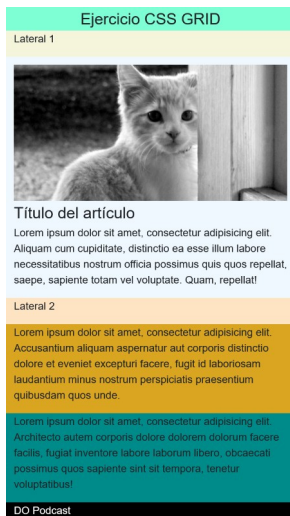 Ejercicio CSS GRID
Lateral 1
Título del artículo
Lorem ipsum dolor sit amet, consectetur adipisicing elit.
Aliquam cum cupiditate, distinctio ea esse illum labore
necessitatibus nostrum officia possimus quis quos repellat,
saepe, sapiente totam vel voluptate. Quam, repellat!
Lateral 2
Lorem ipsum dolor sit amet, consectetur adipisicing elit.
Accusantium aliquam aspernatur aut corporis distinctio
dolore et eveniet excepturi facere, fugit id laboriosam
laudantium minus nostrum perspiciatis praesentium
quibusdam quos unde.
Lorem ipsum dolor sit amet, consectetur adipisicing elit.
Architecto autem corporis dolore dolorem dolorum facere
facilis, fugiat inventore labore laborum libero, obcaecati
possimus quos sapiente sint sit tempora, tenetur
voluptatibus!
DO Podcast